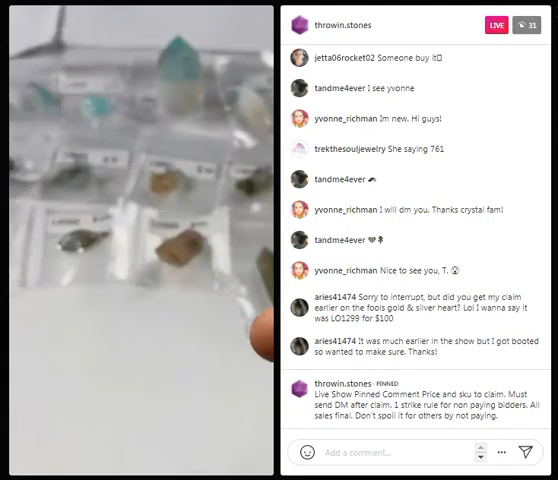 throwin.stones
LIVE
31
jetta06rocket02 Someone buy it
tandme4ever I see yvonne
yvonne_richman Im new. Hi guys!
trekthesouljewelry She saying 761
tandme4ever
yvonne_richman I will dm you. Thanks crystal fam!
tandme4ever
yvonne_richman Nice to see you, T.
aries41474 Sorry to interrupt, but did you get my claim
earlier on the fools gold & silver heart? Lol I wanna say it
was LO1299 for $100
aries41474 It was much earlier in the show but I got booted
so wanted to make sure. Thanks!
throwin.stones · PINNED
Live Show Pinned Comment Price and sku to claim. Must
send DM after claim. 1 strike rule for non paying bidders. All
sales final. Don't spoil it for others by not paying.
Add a comment...